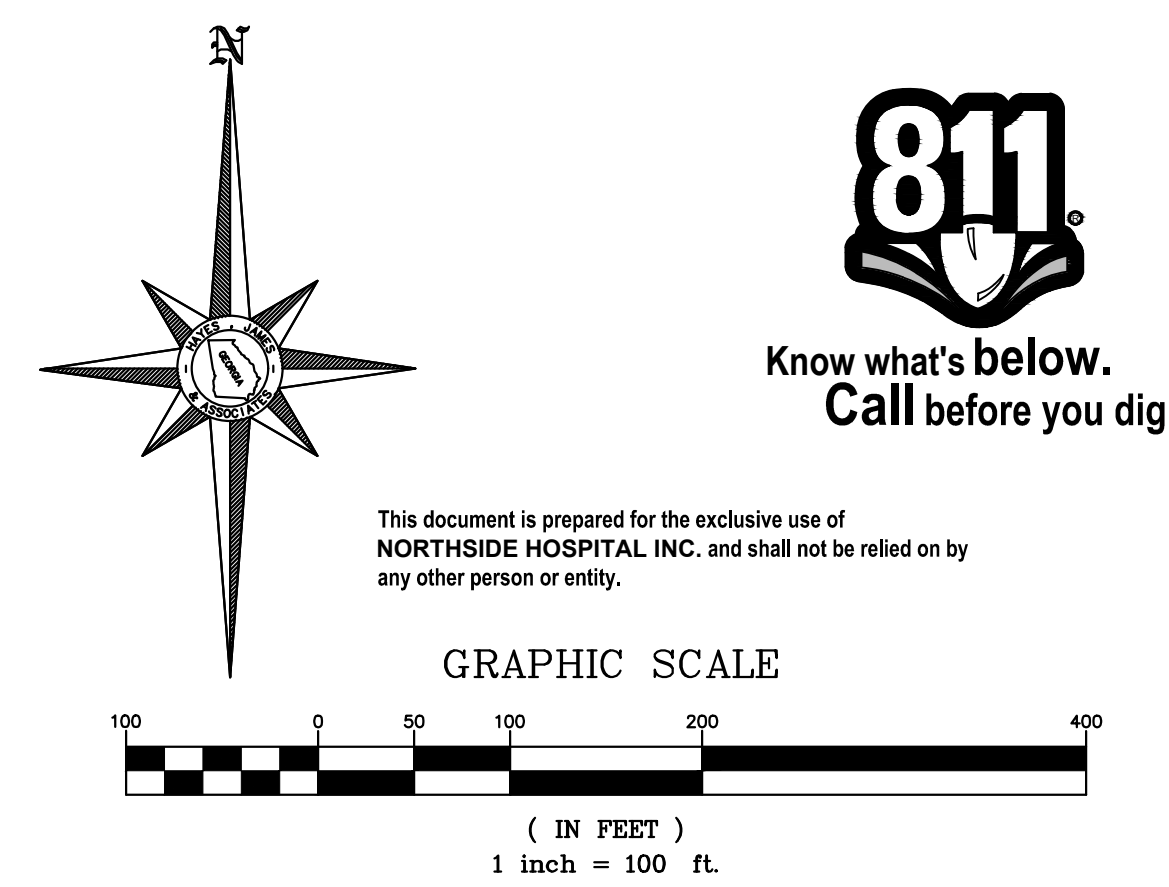 N
HAYES , JAMES
& ASSOCIATES
GEORGIA
811®
Know what's below.
Call before you dig
This document is prepared for the exclusive use of
NORTHSIDE HOSPITAL INC. and shall not be relied on by
any other person or entity.
GRAPHIC SCALE
100 0 50 100 200 400
( IN FEET )
1 inch = 100 ft.